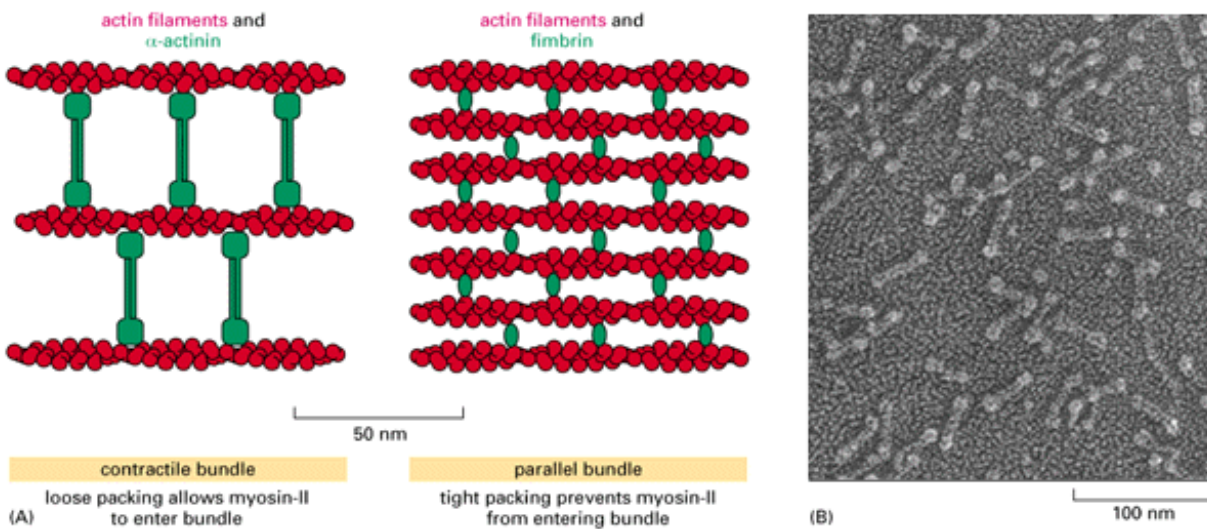 actin filaments and
α-actinin
actin filaments and
fimbrin
50 nm
contractile bundle
loose packing allows myosin-II
to enter bundle
parallel bundle
tight packing prevents myosin-II
from entering bundle
(A)
(B)
100 nm